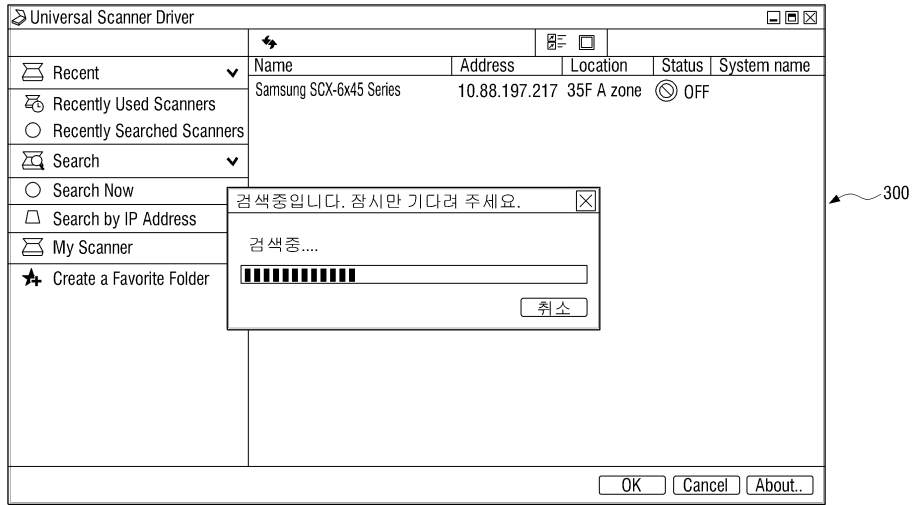 Universal Scanner Driver
Recent
Recently Used Scanners
Recently Searched Scanners
Search
Search Now
Search by IP Address
My Scanner
Create a Favorite Folder
Name Address Location Status System name
Samsung SCX-6x45 Series 10.88.197.217 35F A zone OFF
검색중입니다. 잠시만 기다려 주세요.
검색중....
취소
OK Cancel About..
300